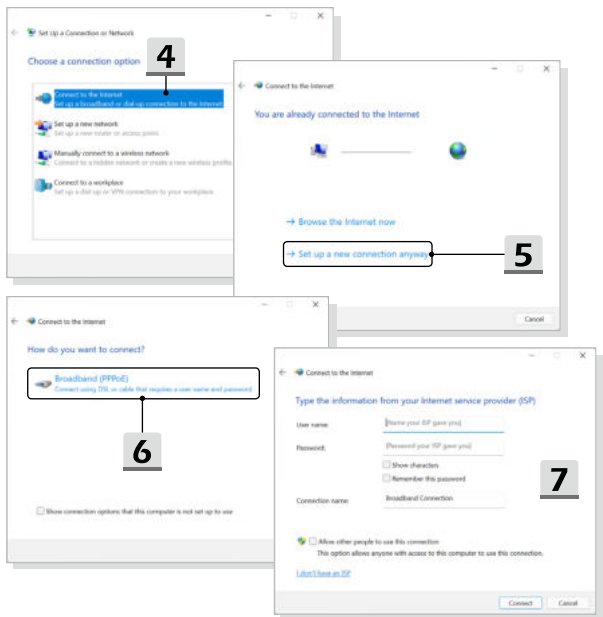 Set Up a Connection or Network
Choose a connection option
4
Connect to the Internet
Set up a broadband or dial-up connection to the Internet.
Set up a new network
Set up a new router or access point.
Manually connect to a wireless network
Connect to a hidden network or create a new wireless profile.
Connect to a workplace
Set up a dial-up or VPN connection to your workplace.
Connect to the Internet
You are already connected to the Internet
Browse the Internet now
Set up a new connection anyway
5
Cancel
Connect to the Internet
How do you want to connect?
Broadband (PPPoE)
Connect using DSL or cable that requires a user name and password.
6
Show connection options that this computer is not set up to use
Connect to the Internet
Type the information from your Internet service provider (ISP)
User name:
[Name your ISP gave you]
Password:
[Password your ISP gave you]
Show characters
Remember this password
7
Connection name:
Broadband Connection
Allow other people to use this connection
This option allows anyone with access to this computer to use this connection.
I don't have an ISP
Connect
Cancel